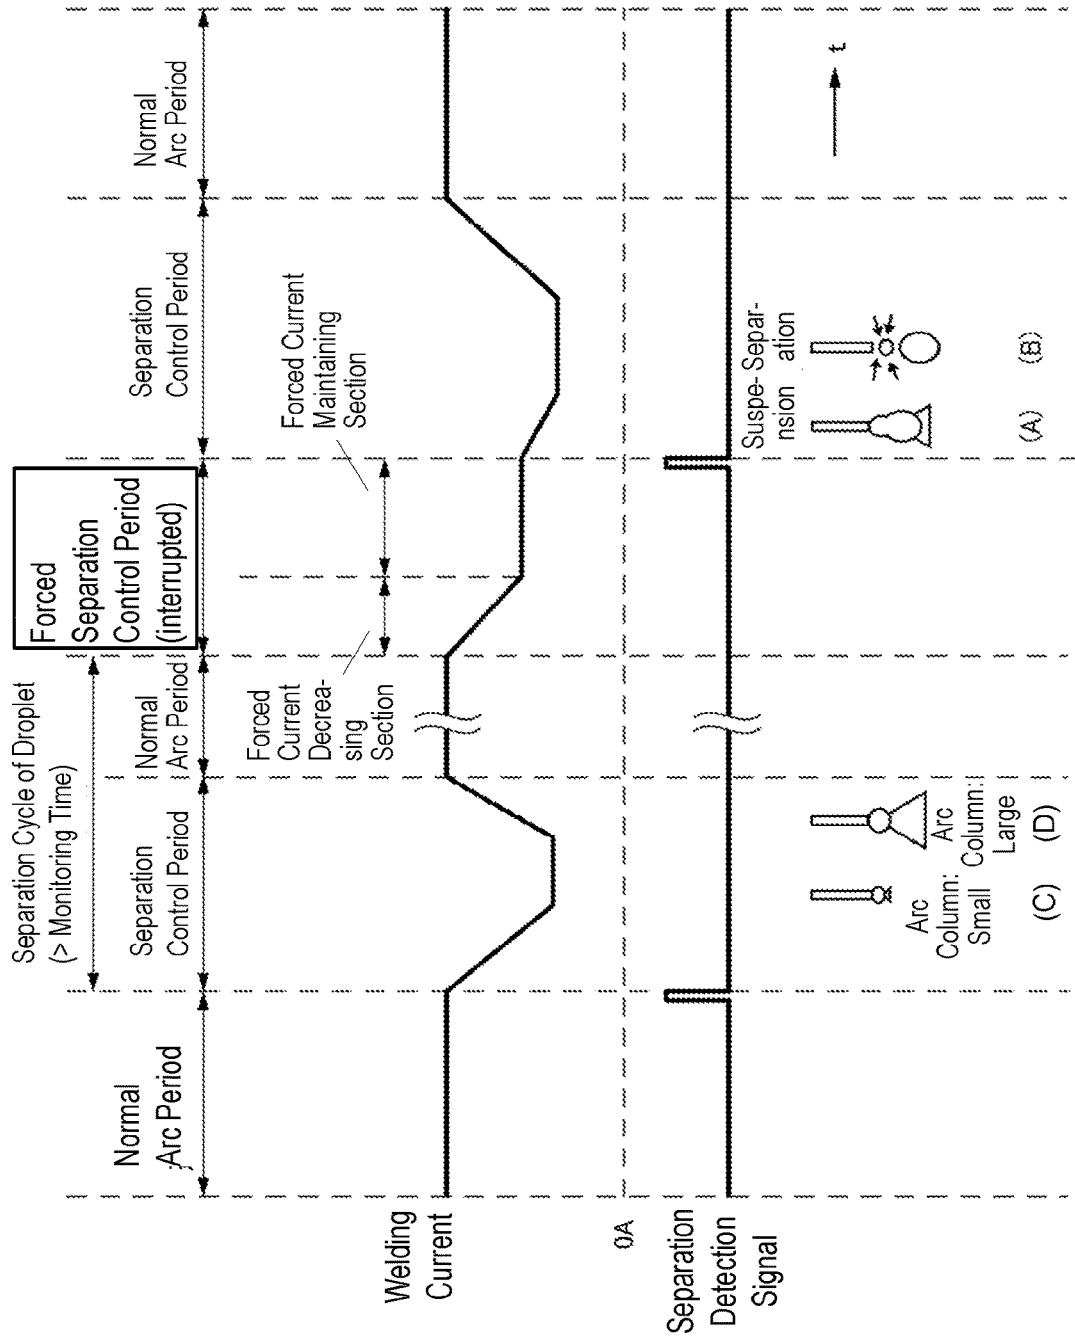 Separation Cycle of Droplet
(> Monitoring Time)
Normal
Arc Period
Separation
Control Period
Normal
Arc Period
Forced
Separation
Control Period
(interrupted)
Separation
Control Period
Normal
Arc Period
Forced
Current
Decrea-
sing
Section
Forced Current
Maintaining
Section
Welding
Current
0A
Separation
Detection
Signal
Arc
Column:
Small
(C)
Arc
Column:
Large
(D)
Suspe-
nsion
(A)
Separ-
ation
(B)
t